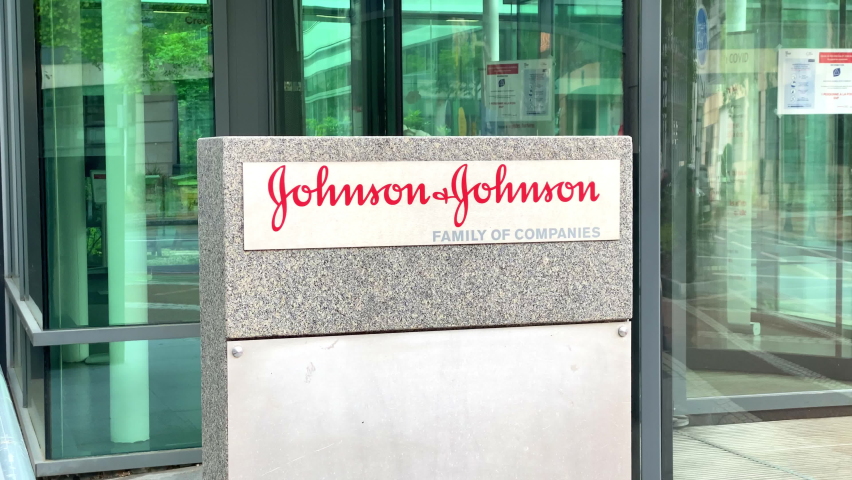 Johnson & Johnson
FAMILY OF COMPANIES